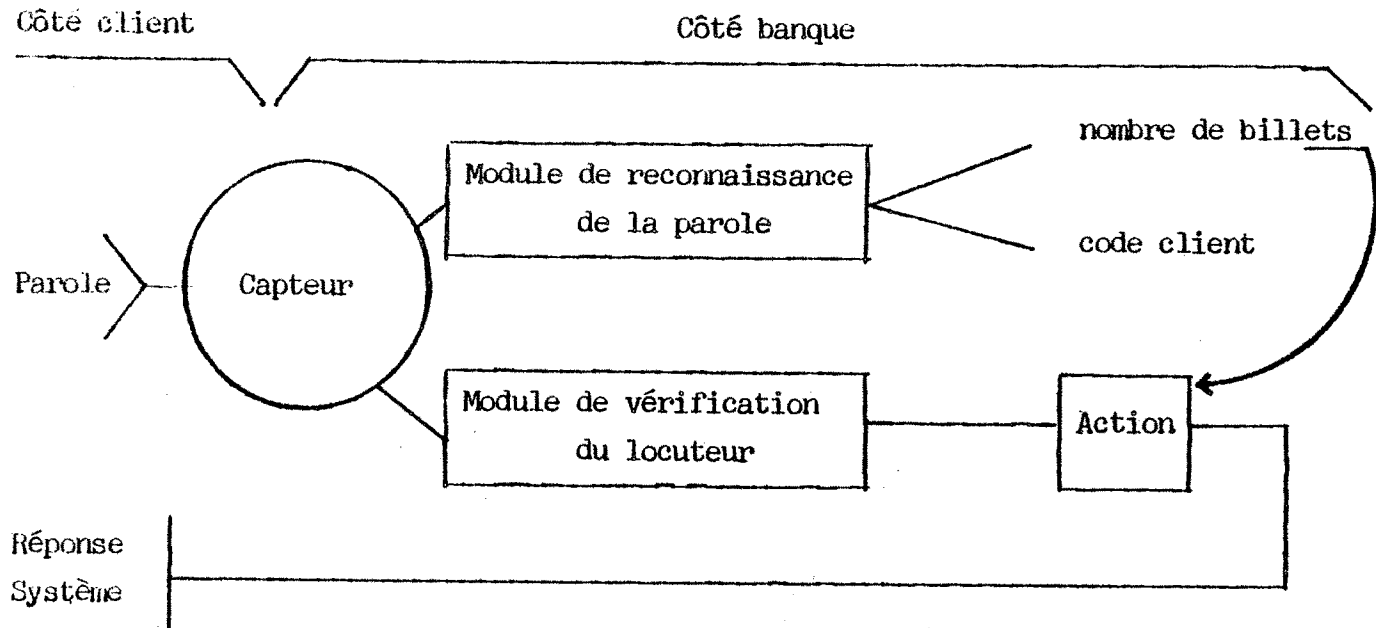 Côté client
Côté banque
nombre de billets
Module de reconnaissance
de la parole
code client
Parole
Capteur
Module de vérification
du locuteur
Action
Réponse
Système